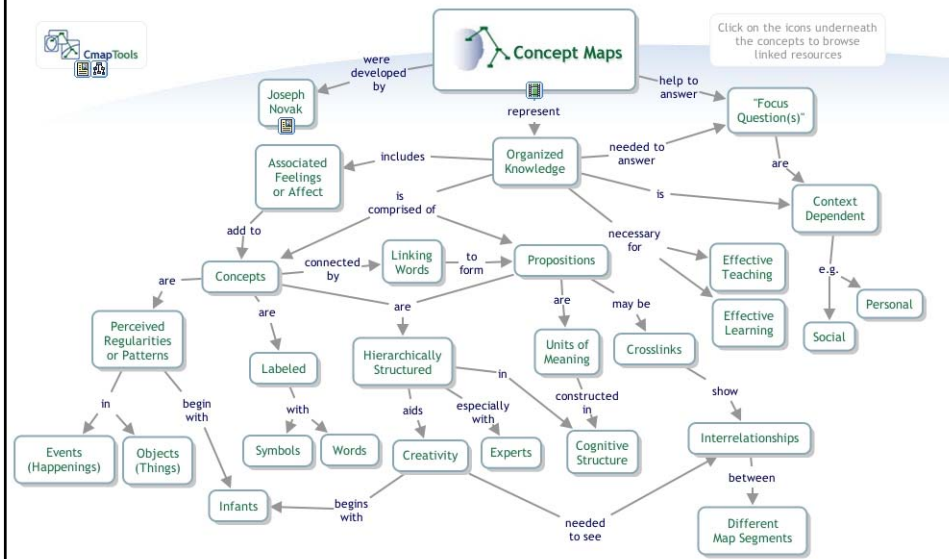 CmapTools
Concept Maps
Click on the icons underneath
the concepts to browse
linked resources
were
developed
by
help to
answer
Joseph
Novak
represent
"Focus
Question(s)"
Associated
Feelings
or Affect
includes
Organized
Knowledge
needed to
answer
are
is
comprised of
is
Context
Dependent
add to
necessary
for
Concepts
connected
by
Linking
Words
to
form
Propositions
Effective
Teaching
e.g.
are
are
are
are
may be
Personal
Perceived
Regularities
or Patterns
Effective
Learning
Social
Labeled
Hierarchically
Structured
Units of
Meaning
Crosslinks
in
begin
with
with
aids
especially
with
in
constructed
in
show
Events
(Happenings)
Objects
(Things)
Symbols
Words
Creativity
Experts
Cognitive
Structure
Interrelationships
Infants
begins
with
needed
to see
between
Different
Map Segments